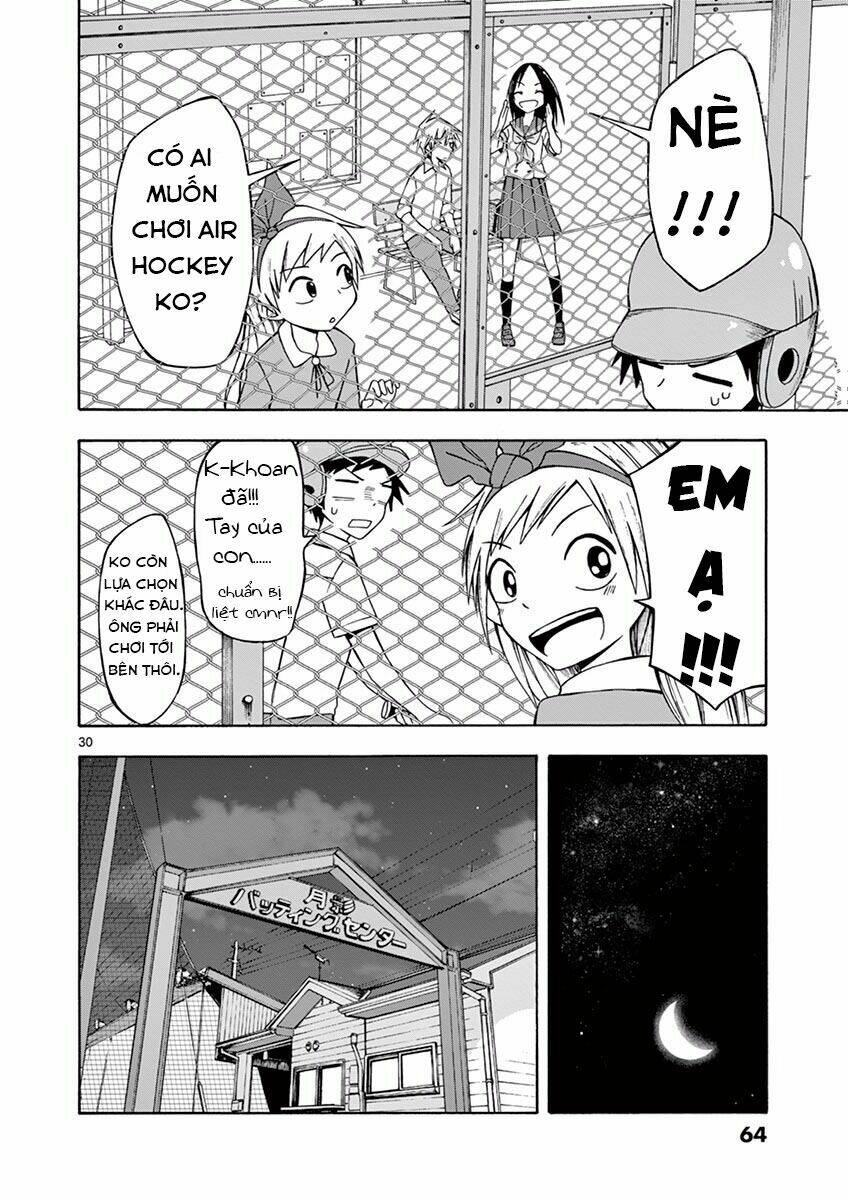 NÈ
!!!
CÓ AI
MUỐN
CHƠI AIR
HOCKEY
KO?
EM
Ạ
!!!
K-Khoan
đã!!!
Tay của
con......
chuẩn bị
liệt cmnr!!
KO CÒN
LỰA CHỌN
KHÁC ĐÂU.
ÔNG PHẢI
CHƠI TỚI
BÊN THÔI.
30
月影
バッティングセンター
64